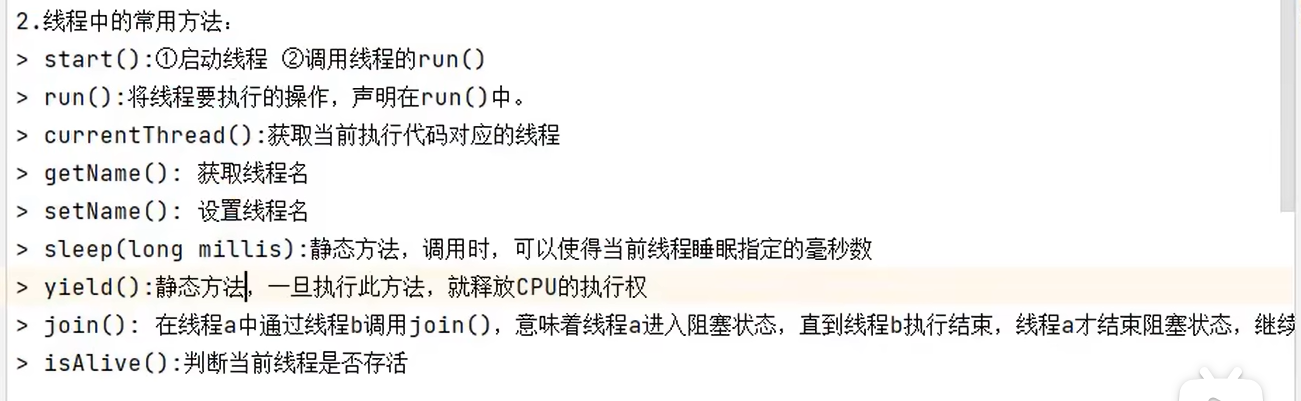 2.线程中的常用方法：
> start():①启动线程 ②调用线程的run()
> run():将线程要执行的操作，声明在run()中。
> currentThread():获取当前执行代码对应的线程
> getName(): 获取线程名
> setName(): 设置线程名
> sleep(long millis):静态方法，调用时，可以使得当前线程睡眠指定的毫秒数
> yield():静态方法，一旦执行此方法，就释放CPU的执行权
> join(): 在线程a中通过线程b调用join()，意味着线程a进入阻塞状态，直到线程b执行结束，线程a才结束阻塞状态，继续
> isAlive():判断当前线程是否存活